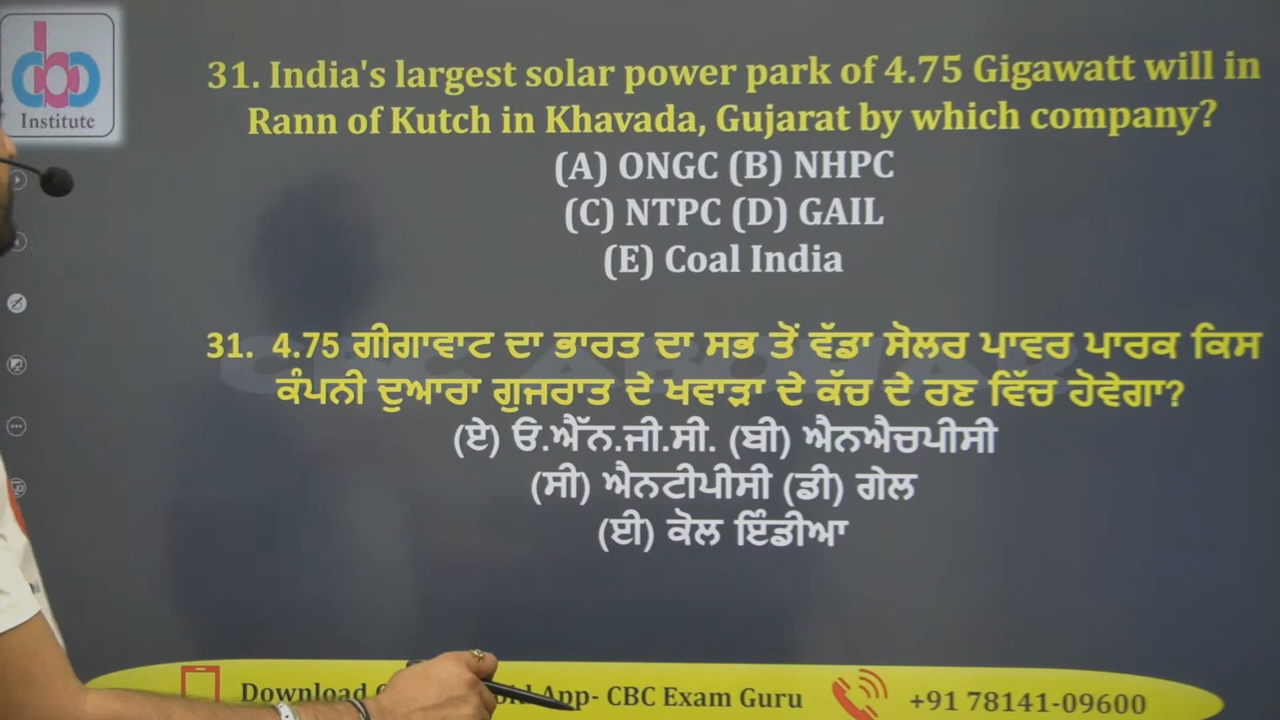 Institute
31. India's largest solar power park of 4.75 Gigawatt will in
Rann of Kutch in Khavada, Gujarat by which company?
(A) ONGC (B) NHPC
(C) NTPC (D) GAIL
(E) Coal India
31. 4.75 ਗੀਗਾਵਾਟ ਦਾ ਭਾਰਤ ਦਾ ਸਭ ਤੋਂ ਵੱਡਾ ਸੋਲਰ ਪਾਵਰ ਪਾਰਕ ਕਿਸ
ਕੰਪਨੀ ਦੁਆਰਾ ਗੁਜਰਾਤ ਦੇ ਖਵਾੜਾ ਦੇ ਕੱਚ ਦੇ ਰਣ ਵਿੱਚ ਹੋਵੇਗਾ?
(ਏ) ਓ.ਐੱਨ.ਜੀ.ਸੀ. (ਬੀ) ਐਨਐਚਪੀਸੀ
(ਸੀ) ਐਨਟੀਪੀਸੀ (ਡੀ) ਗੇਲ
(ਈ) ਕੋਲ ਇੰਡੀਆ
Download App- CBC Exam Guru +91 78141-09600